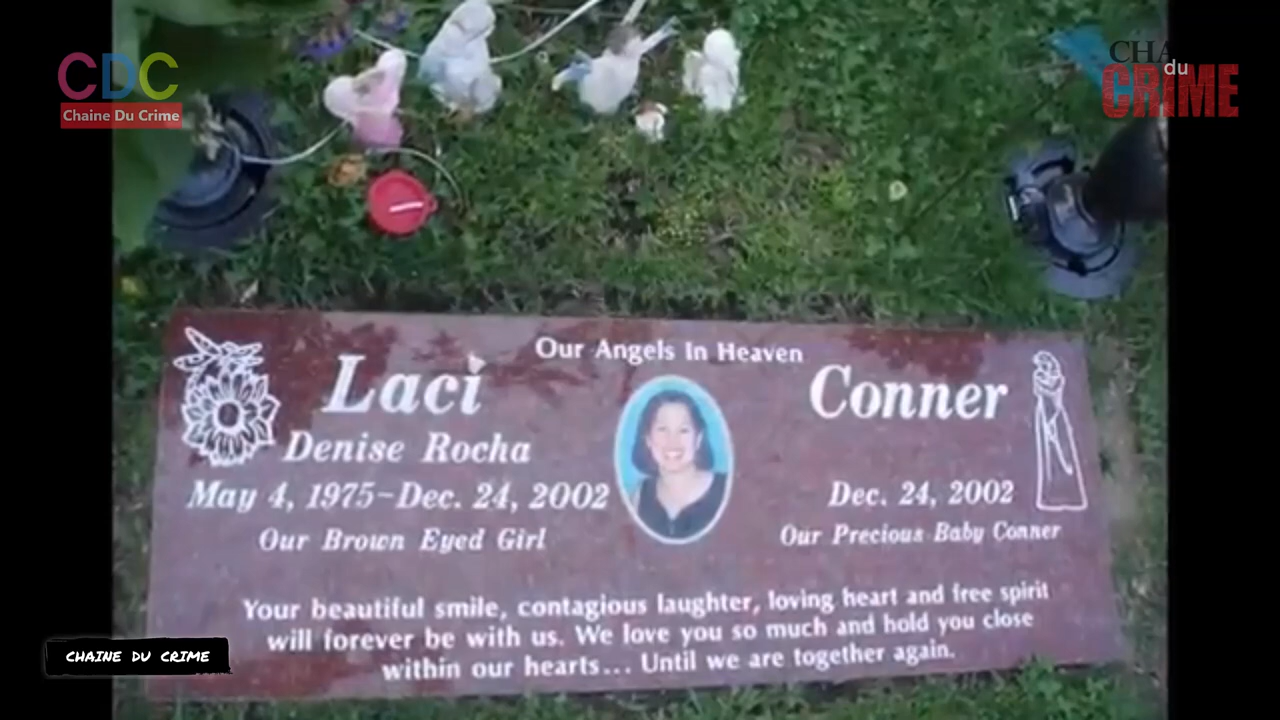 CDC
Chaine Du Crime
CHA
du
CRIME
Our Angels In Heaven
Laci
Conner
Denise Rocha
May 4, 1975-Dec. 24, 2002
Dec. 24, 2002
Our Brown Eyed Girl
Our Precious Baby Conner
Your beautiful smile, contagious laughter, loving heart and free spirit
will forever be with us. We love you so much and hold you close
within our hearts... Until we are together again.
CHAINE DU CRIME